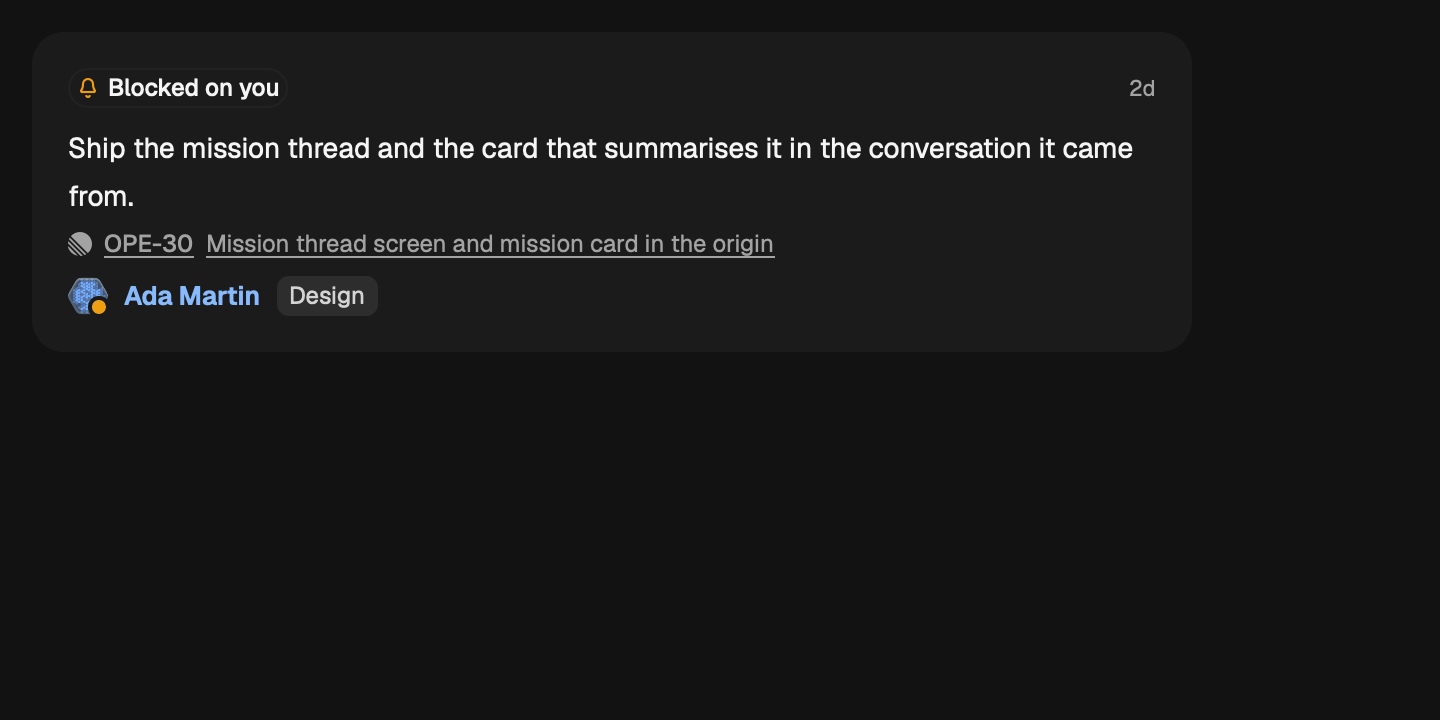 Blocked on you
2d
Ship the mission thread and the card that summarises it in the conversation it came
from.
OPE-30 Mission thread screen and mission card in the origin
Ada Martin Design